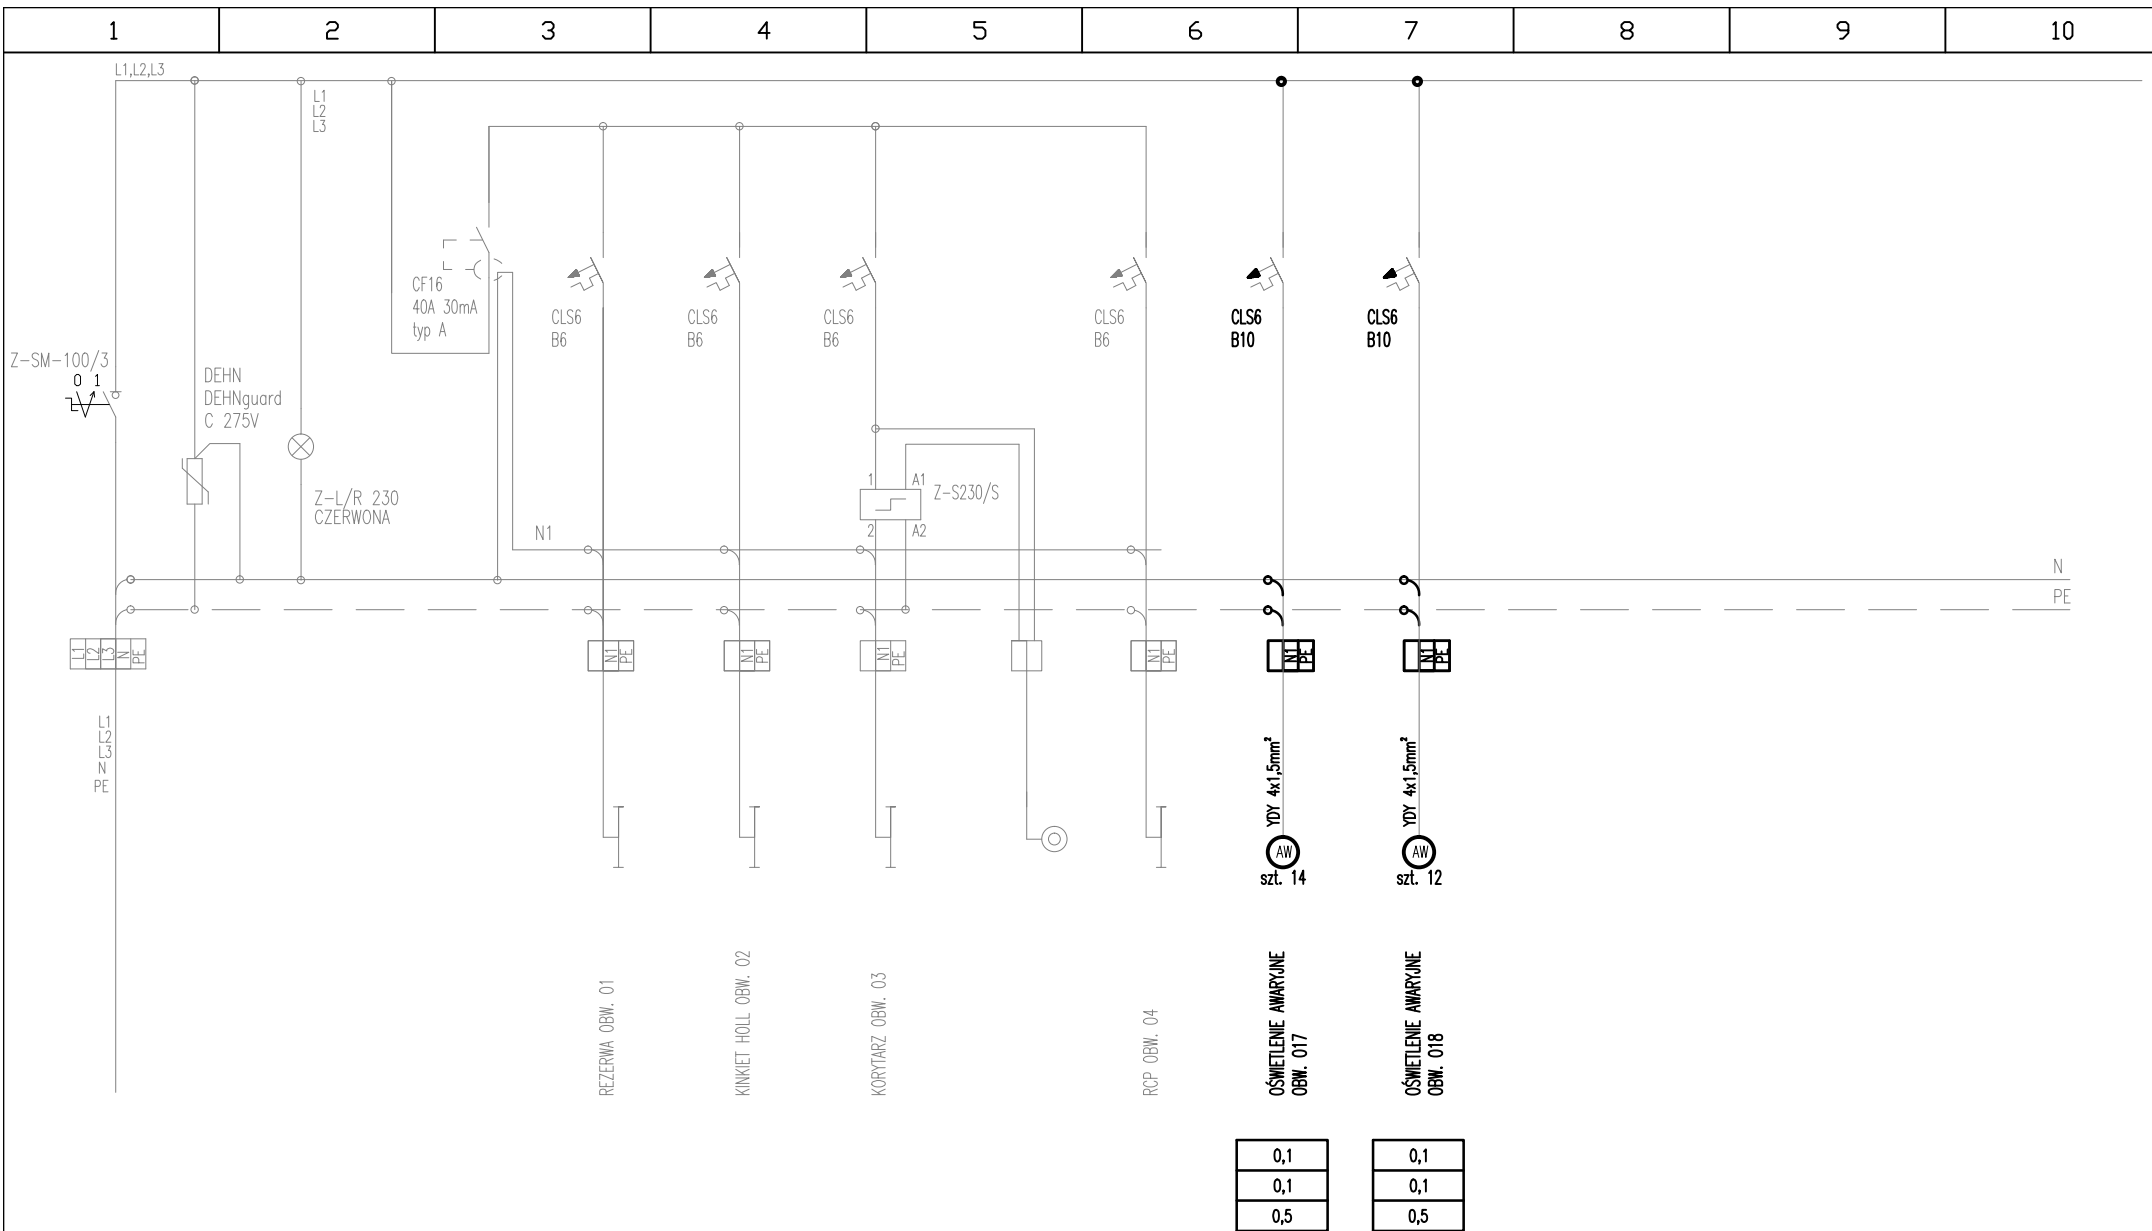 1 2 3 4 5 6 7 8 9 10
L1,L2,L3
L1
L2
L3
CF16
40A 30mA
typ A
CLS6
B6
CLS6
B6
CLS6
B6
CLS6
B6
CLS6
B10
CLS6
B10
Z-SM-100/3
0 1
DEHN
DEHNguard
C 275V
Z-L/R 230
CZERWONA
1 A1
Z-S230/S
2 A2
N1
N
PE
L1 L2 L3 N PE
N1 PE
N1 PE
N1 PE
N1 PE
N1 PE
N1 PE
L1
L2
L3
N
PE
YDY 4x1,5mm²
YDY 4x1,5mm²
AW
szt. 14
AW
szt. 12
REZERWA OBW. 01
KINKIET HOLL OBW. 02
KORYTARZ OBW. 03
RCP OBW. 04
OŚWIETLENIE AWARYJNE
OBW. 017
OŚWIETLENIE AWARYJNE
OBW. 018
0,1
0,1
0,5
0,1
0,1
0,5